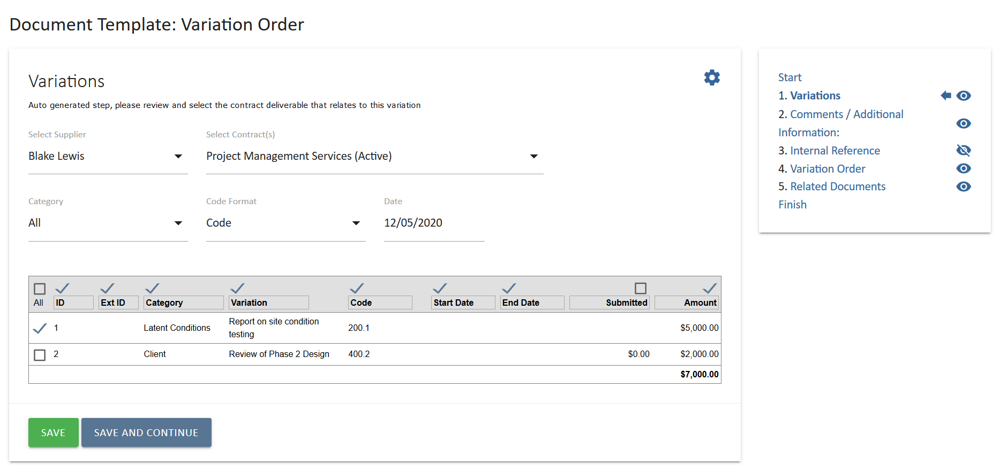 Document Template: Variation Order
Variations
Auto generated step, please review and select the contract deliverable that relates to this variation
Select Supplier Select Contract(s)
Blake Lewis Project Management Services (Active)
Category Code Format Date
All Code 12/05/2020
All ID Ext ID Category Variation Code Start Date End Date Submitted Amount
1 Latent Conditions Report on site condition testing 200.1 $5,000.00
2 Client Review of Phase 2 Design 400.2 $0.00 $2,000.00
$7,000.00
SAVE SAVE AND CONTINUE
Start
1. Variations
2. Comments / Additional
Information:
3. Internal Reference
4. Variation Order
5. Related Documents
Finish